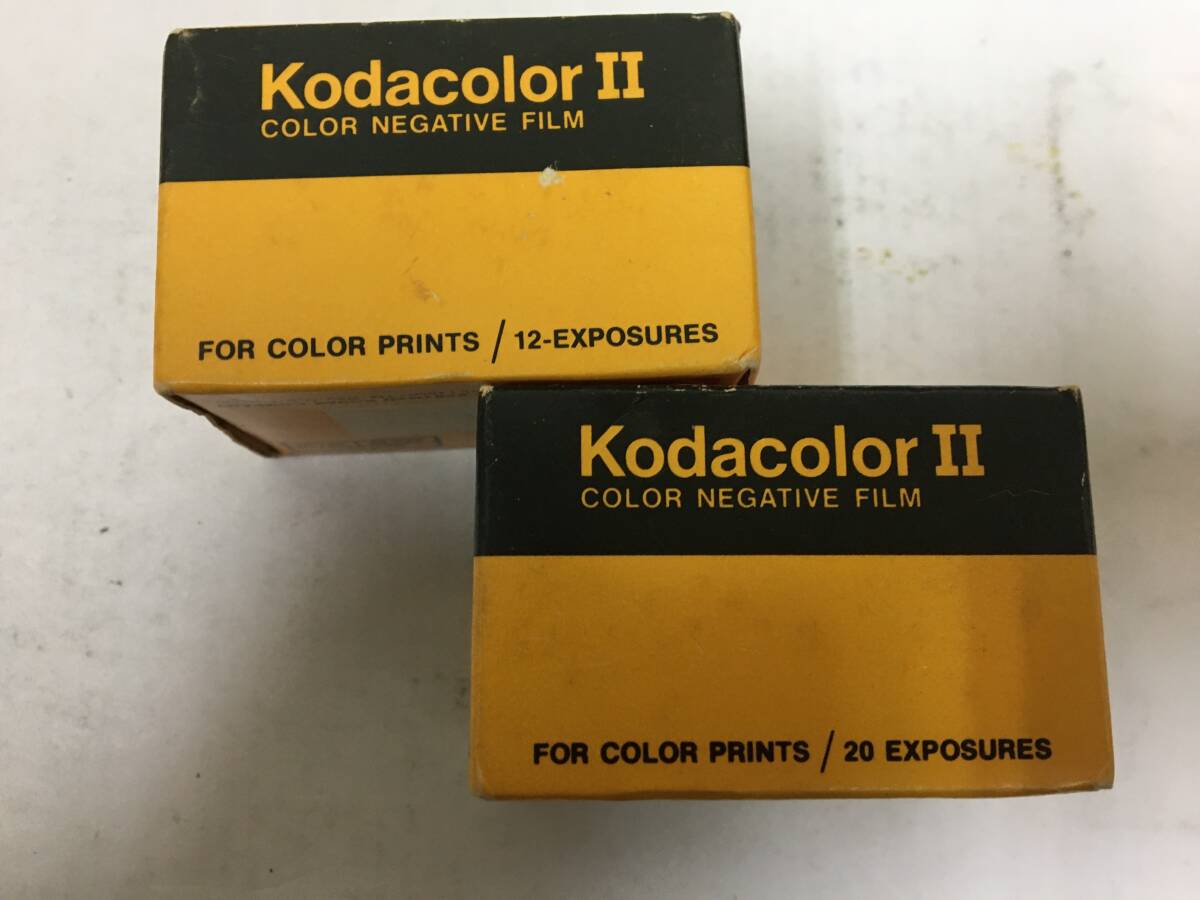 Kodacolor II
COLOR NEGATIVE FILM
FOR COLOR PRINTS / 12-EXPOSURES
Kodacolor II
COLOR NEGATIVE FILM
FOR COLOR PRINTS / 20 EXPOSURES